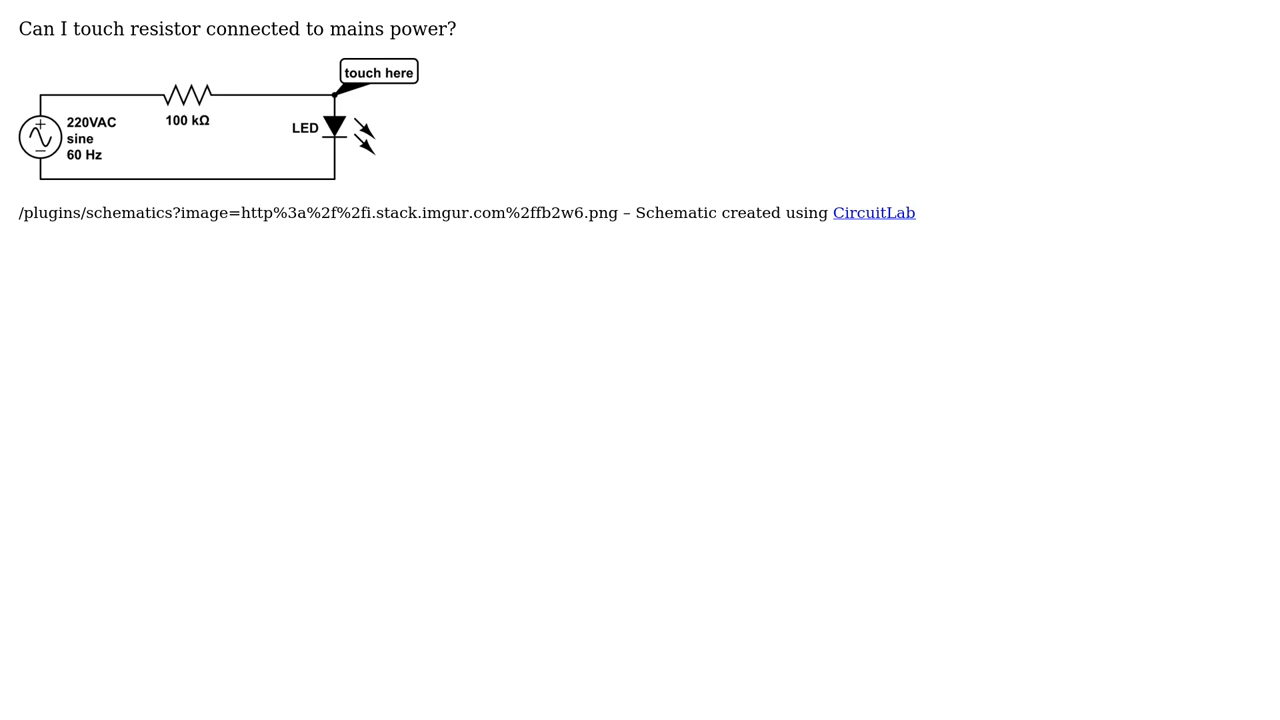 Can I touch resistor connected to mains power?
touch here
220VAC
sine
60 Hz
100 kΩ
LED
/plugins/schematics?image=http%3a%2f%2fi.stack.imgur.com%2ffb2w6.png – Schematic created using CircuitLab